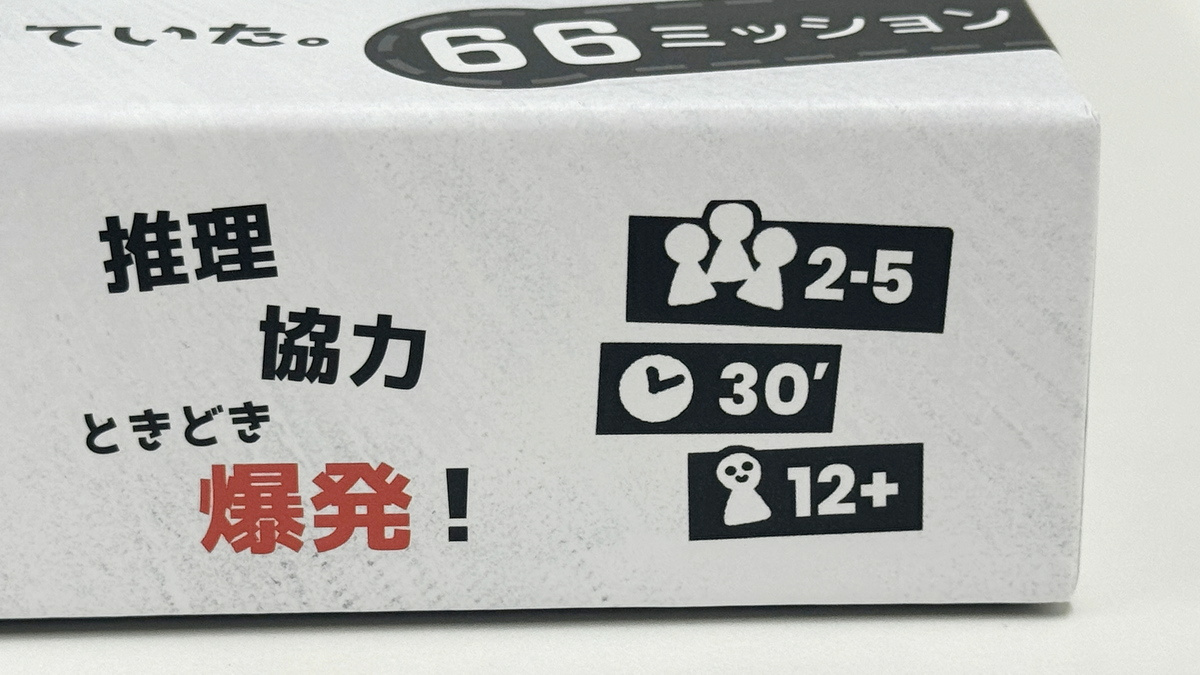 ていた。
66ミッション
推理
協力
ときどき
爆発！
2-5
30′
12+